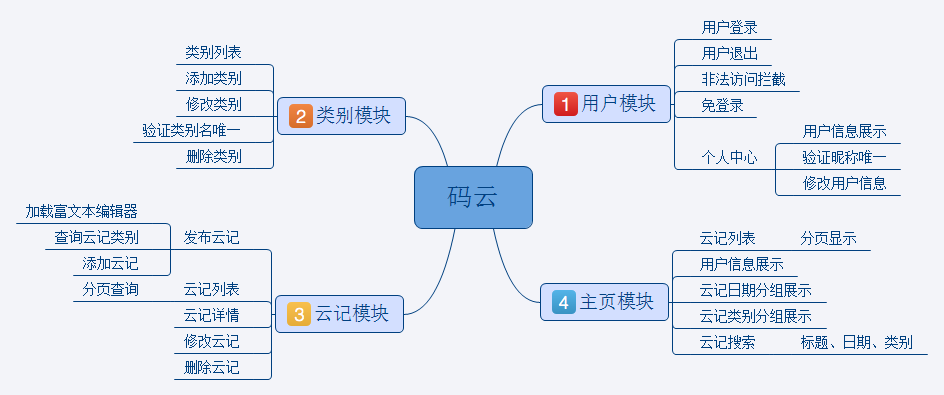 码云
1 用户模块
用户登录
用户退出
非法访问拦截
免登录
个人中心
用户信息展示
验证昵称唯一
修改用户信息
2 类别模块
类别列表
添加类别
修改类别
验证类别名唯一
删除类别
3 云记模块
发布云记
加载富文本编辑器
查询云记类别
添加云记
云记列表
分页查询
云记详情
修改云记
删除云记
4 主页模块
云记列表
分页显示
用户信息展示
云记日期分组展示
云记类别分组展示
云记搜索
标题、日期、类别